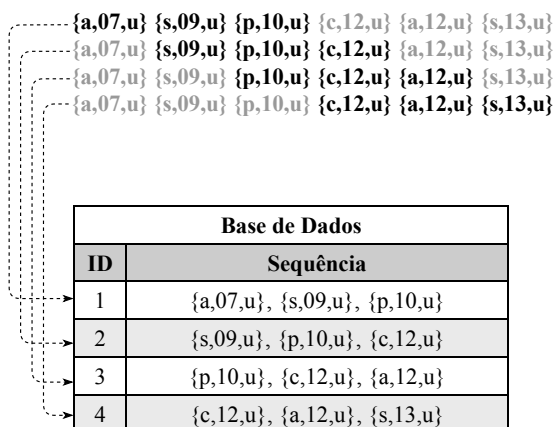 {a,07,u} {s,09,u} {p,10,u} {c,12,u} {a,12,u} {s,13,u}
{a,07,u} {s,09,u} {p,10,u} {c,12,u} {a,12,u} {s,13,u}
{a,07,u} {s,09,u} {p,10,u} {c,12,u} {a,12,u} {s,13,u}
{a,07,u} {s,09,u} {p,10,u} {c,12,u} {a,12,u} {s,13,u}
Base de Dados
ID Sequência
1 {a,07,u}, {s,09,u}, {p,10,u}
2 {s,09,u}, {p,10,u}, {c,12,u}
3 {p,10,u}, {c,12,u}, {a,12,u}
4 {c,12,u}, {a,12,u}, {s,13,u}